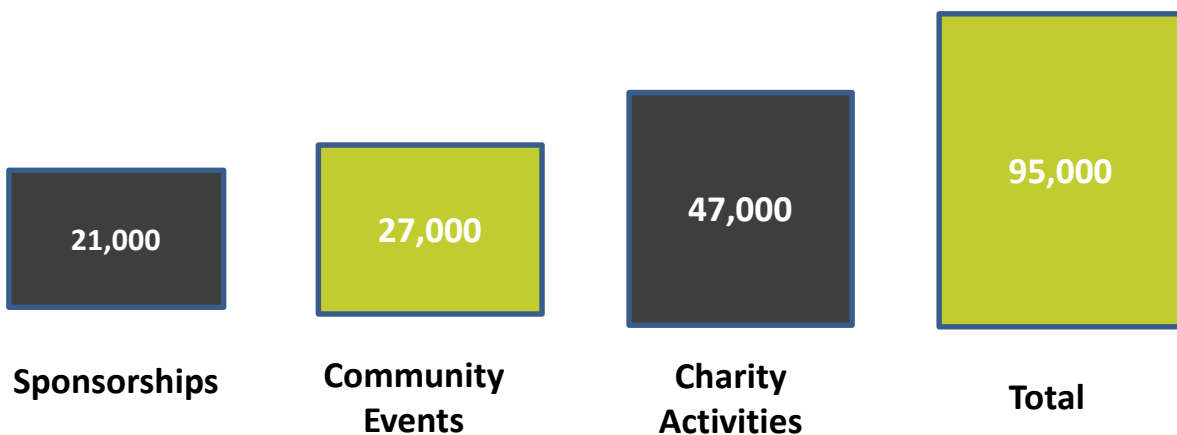 21,000
27,000
47,000
95,000
Sponsorships
Community
Events
Charity
Activities
Total